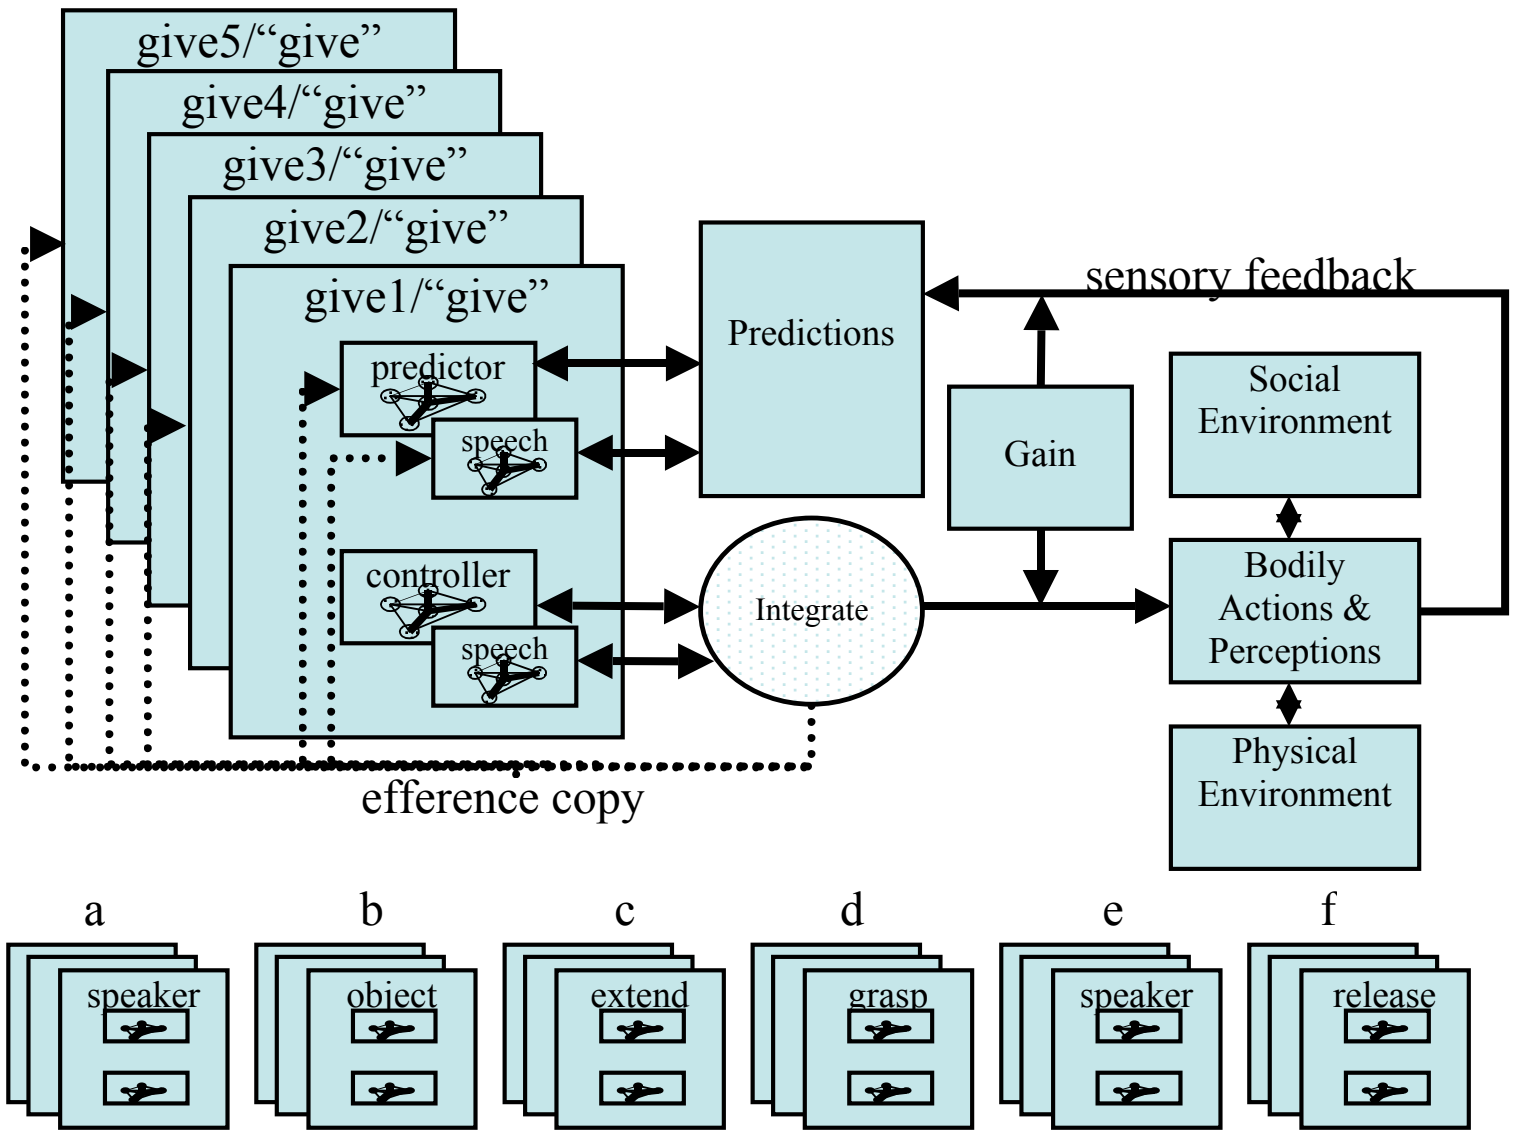 give5/“give”
give4/“give”
give3/“give”
give2/“give”
give1/“give”
predictor
speech
controller
speech
Predictions
Integrate
sensory feedback
Gain
Social
Environment
Bodily
Actions &
Perceptions
Physical
Environment
efference copy
a
b
c
d
e
f
speaker
object
extend
grasp
speaker
release